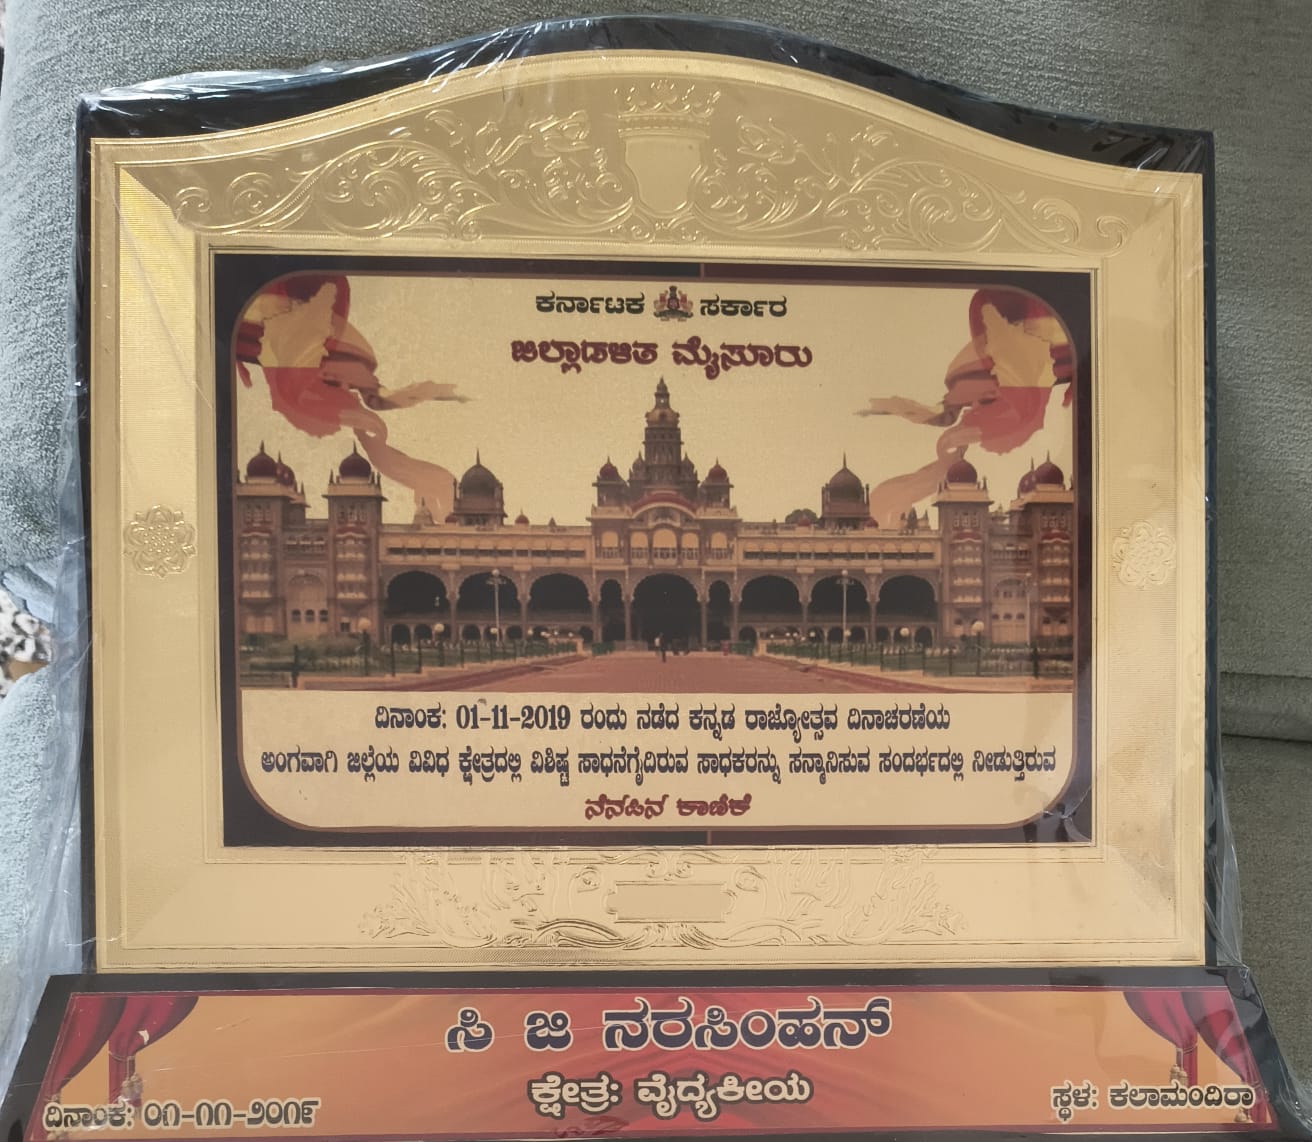 ಕರ್ನಾಟಕ ಸರ್ಕಾರ
ಜಿಲ್ಲಾಡಳಿತ ಮೈಸೂರು
ದಿನಾಂಕ: 01-11-2019 ರಂದು ನಡೆದ ಕನ್ನಡ ರಾಜ್ಯೋತ್ಸವ ದಿನಾಚರಣೆಯ
ಅಂಗವಾಗಿ ಜಿಲ್ಲೆಯ ವಿವಿಧ ಕ್ಷೇತ್ರದಲ್ಲಿ ವಿಶಿಷ್ಟ ಸಾಧನೆಗೈದಿರುವ ಸಾಧಕರನ್ನು ಸನ್ಮಾನಿಸುವ ಸಂದರ್ಭದಲ್ಲಿ ನೀಡುತ್ತಿರುವ
ನೆನಪಿನ ಕಾಣಿಕೆ
ಸಿ ಜಿ ನರಸಿಂಹನ್
ಕ್ಷೇತ್ರ: ವೈದ್ಯಕೀಯ
ದಿನಾಂಕ: ೦೧-೧೧-೨೦೧೯ ಸ್ಥಳ: ಕಲಾಮಂದಿರಾ